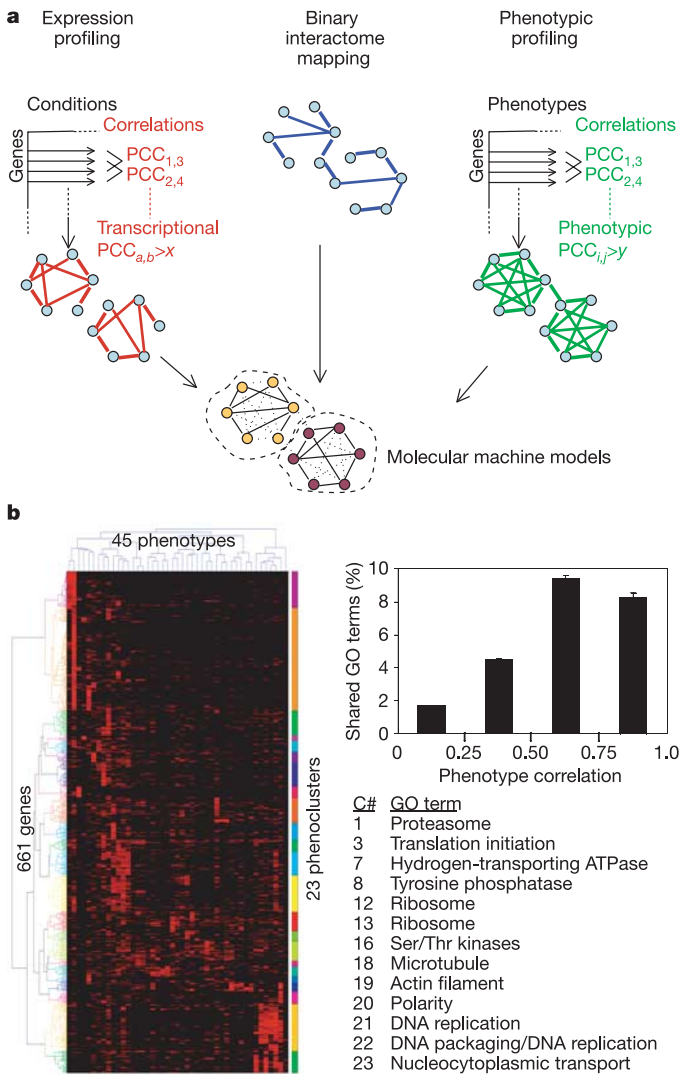 a
Expression
profiling
Binary
interactome
mapping
Phenotypic
profiling
Conditions
Genes
Correlations
PCC1,3
PCC2,4
Transcriptional
PCCa,b>x
Phenotypes
Genes
Correlations
PCC1,3
PCC2,4
Phenotypic
PCCi,j>y
Molecular machine models
b
45 phenotypes
661 genes
23 phenoclusters
Shared GO terms (%)
10
8
6
4
2
0
0 0.25 0.50 0.75 1.0
Phenotype correlation
C# GO term
1 Proteasome
3 Translation initiation
7 Hydrogen-transporting ATPase
8 Tyrosine phosphatase
12 Ribosome
13 Ribosome
16 Ser/Thr kinases
18 Microtubule
19 Actin filament
20 Polarity
21 DNA replication
22 DNA packaging/DNA replication
23 Nucleocytoplasmic transport